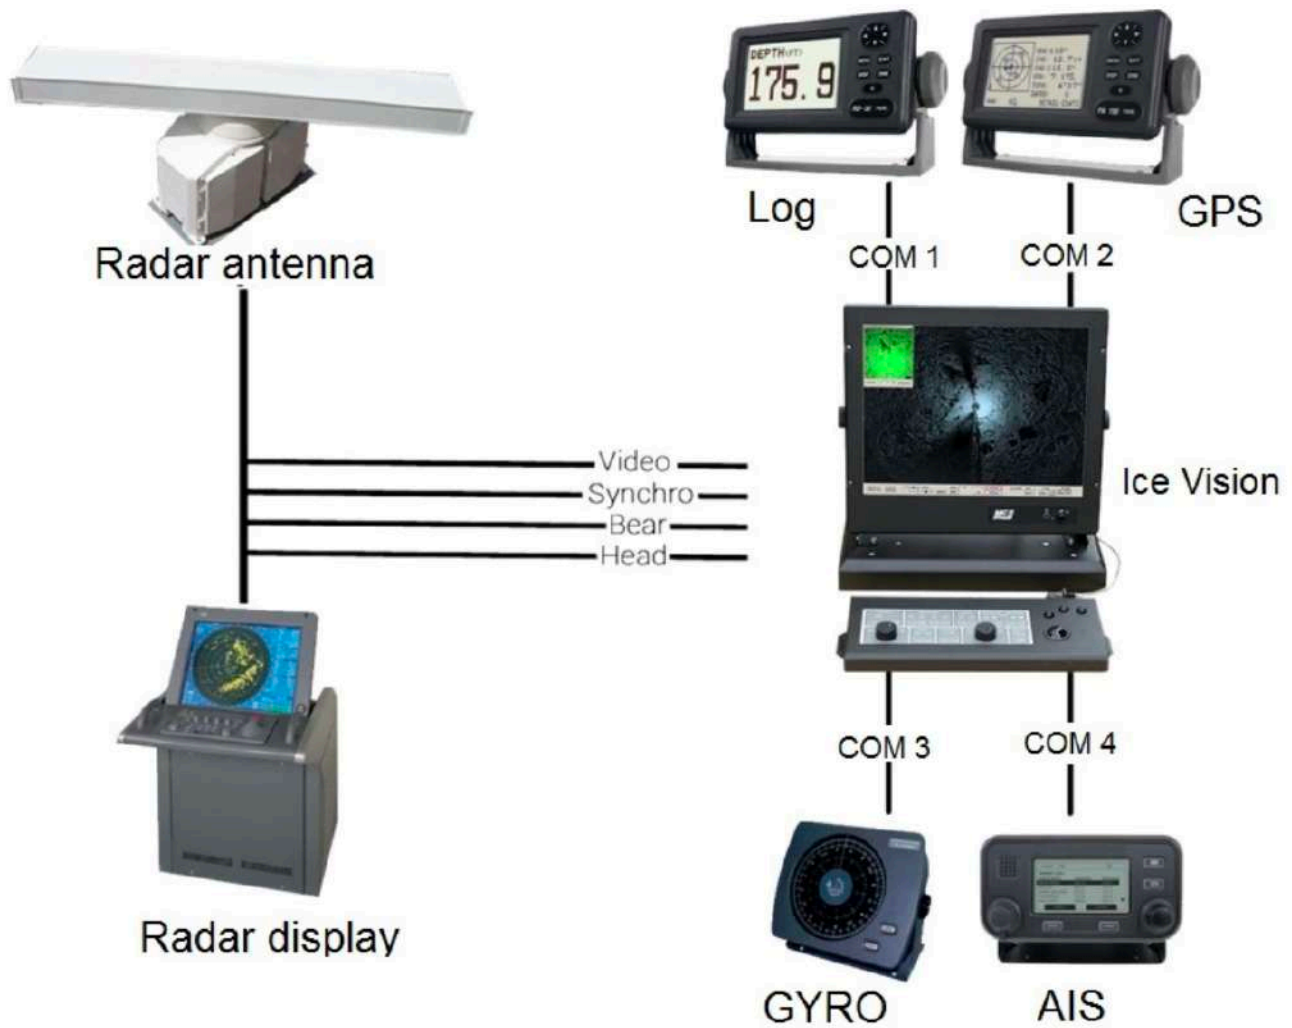 DEPTH(FT)
175.9
Log
GPS
COM 1
COM 2
Radar antenna
Video
Synchro
Bear
Head
Ice Vision
COM 3
COM 4
Radar display
GYRO
AIS